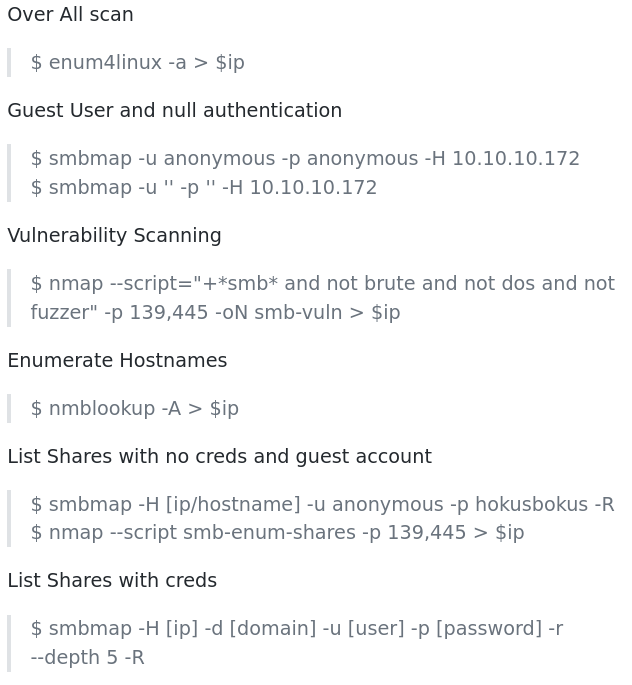 Over All scan
$ enum4linux -a > $ip
Guest User and null authentication
$ smbmap -u anonymous -p anonymous -H 10.10.10.172
$ smbmap -u '' -p '' -H 10.10.10.172
Vulnerability Scanning
$ nmap --script="+*smb* and not brute and not dos and not
fuzzer" -p 139,445 -oN smb-vuln > $ip
Enumerate Hostnames
$ nmblookup -A > $ip
List Shares with no creds and guest account
$ smbmap -H [ip/hostname] -u anonymous -p hokusbokus -R
$ nmap --script smb-enum-shares -p 139,445 > $ip
List Shares with creds
$ smbmap -H [ip] -d [domain] -u [user] -p [password] -r
--depth 5 -R